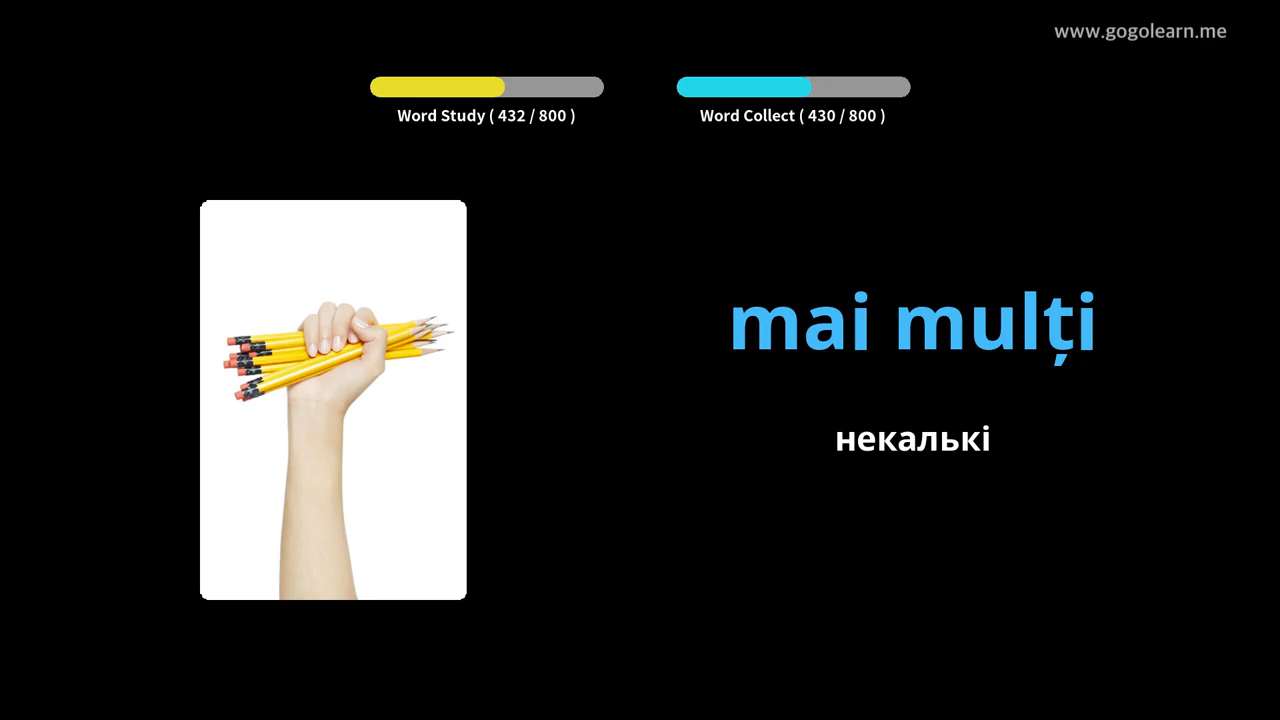 www.gogolearn.me
Word Study ( 432 / 800 )
Word Collect ( 430 / 800 )
mai mulți
некалькі